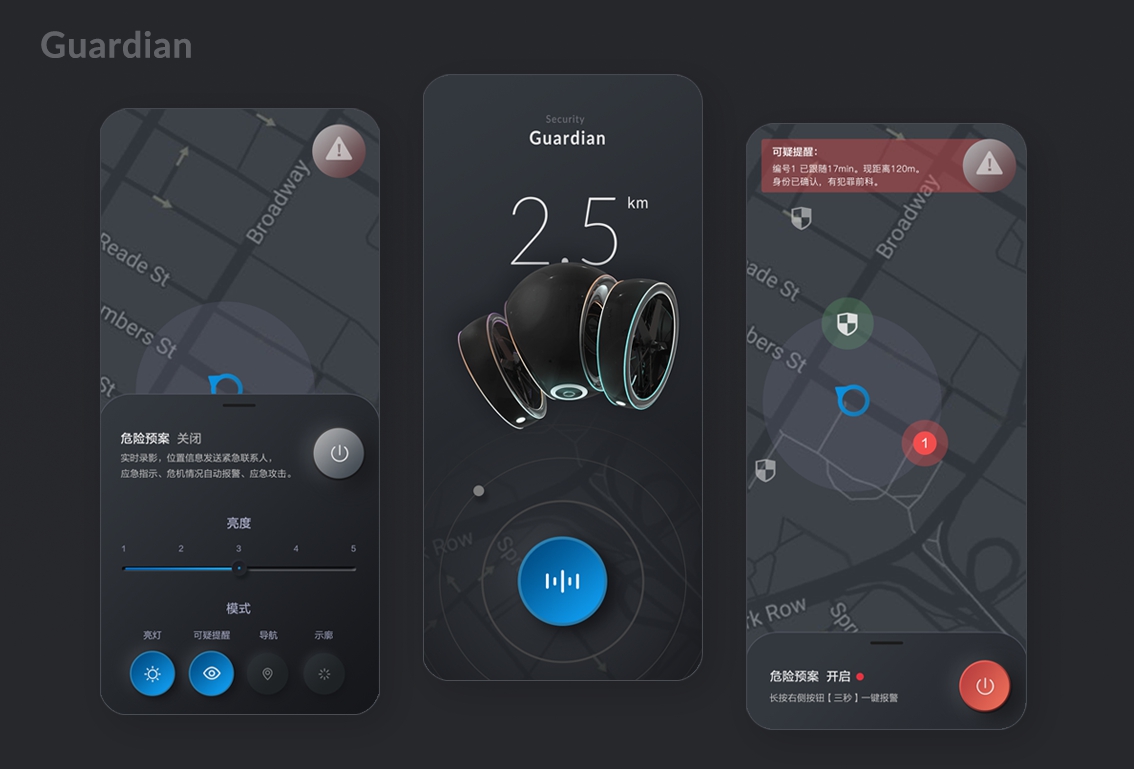 Guardian
Broadway
Reade St
mbers St
St
危险预案 关闭
实时录影，位置信息发送紧急联系人，
应急指示、危机情况自动报警、应急攻击。
亮度
1 2 3 4 5
模式
亮灯 可疑提醒 导航 示廓
Security
Guardian
2.5 km
Row
Spr
可疑提醒：
编号1 已跟随17min。现距离120m。
身份已确认，有犯罪前科。
Broadway
ade St
bers St
1
rk Row
Spr
危险预案 开启
长按右侧按钮【三秒】一键报警